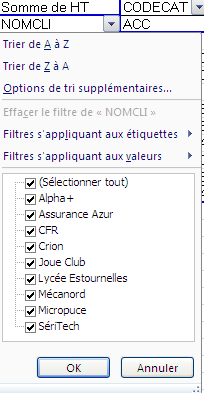 Somme de HT CODECAT
NOMCLI ACC
Trier de A à Z
Trier de Z à A
Options de tri supplémentaires...
Effacer le filtre de « NOMCLI »
Filtres s'appliquant aux étiquettes
Filtres s'appliquant aux valeurs
(Sélectionner tout)
Alpha+
Assurance Azur
CFR
Crion
Joue Club
Lycée Estournelles
Mécanord
Micropuce
SériTech
OK Annuler